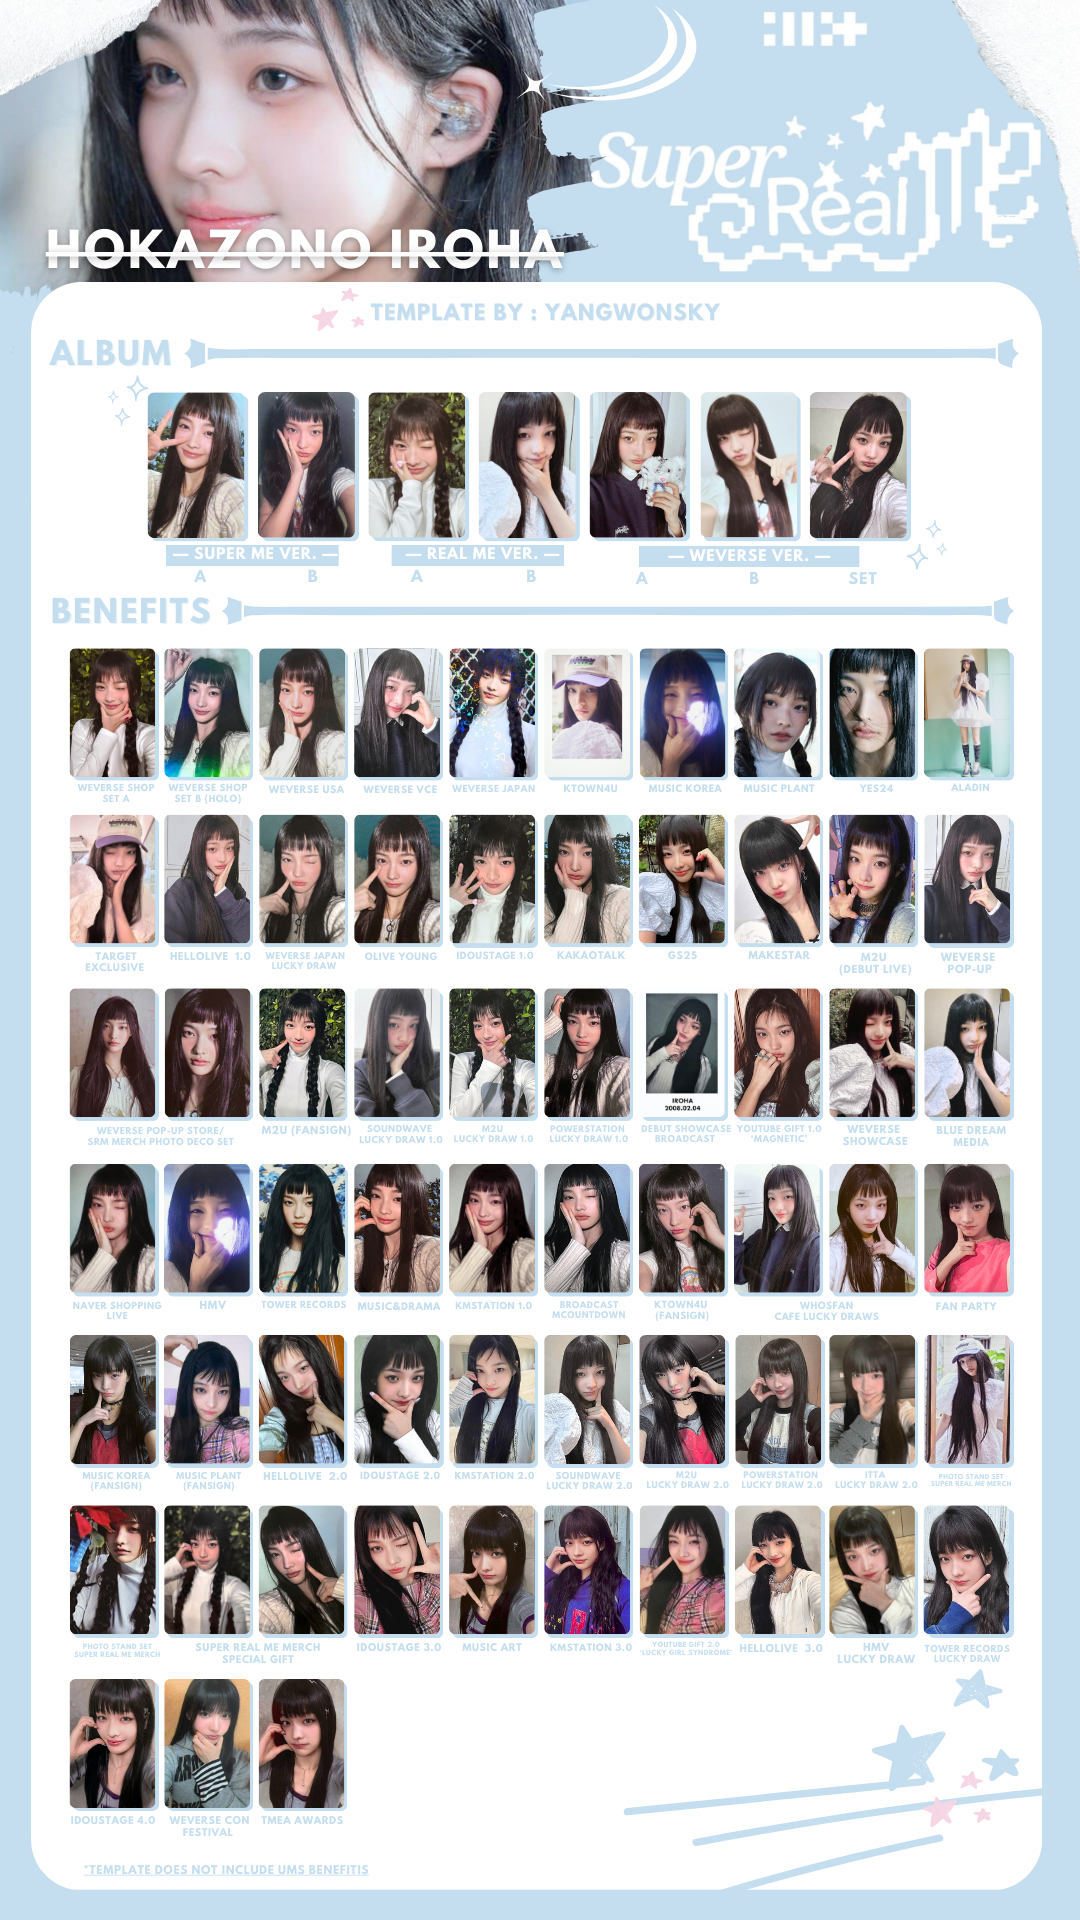 Super
Real Me
HOKAZONO IROHA
TEMPLATE BY : YANGWONSKY
ALBUM
— SUPER ME VER. — — REAL ME VER. — — WEVERSE VER. —
A B A B A B SET
BENEFITS
WEVERSE SHOP SET A
WEVERSE SHOP SET B (HOLO)
WEVERSE USA
WEVERSE VCE
WEVERSE JAPAN
KTOWN4U
MUSIC KOREA
MUSIC PLANT
YES24
ALADIN
TARGET EXCLUSIVE
HELLOLIVE 1.0
WEVERSE JAPAN LUCKY DRAW
OLIVE YOUNG
IDOUSTAGE 1.0
KAKAOTALK
GS25
MAKESTAR
M2U (DEBUT LIVE)
WEVERSE POP-UP
IROHA
2008.02.04
WEVERSE POP-UP STORE/
SRM MERCH PHOTO DECO SET
M2U (FANSIGN)
SOUNDWAVE LUCKY DRAW 1.0
M2U LUCKY DRAW 1.0
POWERSTATION LUCKY DRAW 1.0
DEBUT SHOWCASE BROADCAST
YOUTUBE GIFT 1.0 'MAGNETIC'
WEVERSE SHOWCASE
BLUE DREAM MEDIA
NAVER SHOPPING LIVE
HMV
TOWER RECORDS
MUSIC&DRAMA
KMSTATION 1.0
BROADCAST MCOUNTDOWN
KTOWN4U (FANSIGN)
WHOSFAN CAFE LUCKY DRAWS
FAN PARTY
MUSIC KOREA (FANSIGN)
MUSIC PLANT (FANSIGN)
HELLOLIVE 2.0
IDOUSTAGE 2.0
KMSTATION 2.0
SOUNDWAVE LUCKY DRAW 2.0
M2U LUCKY DRAW 2.0
POWERSTATION LUCKY DRAW 2.0
ITTA LUCKY DRAW 2.0
PHOTO STAND SET SUPER REAL ME MERCH
PHOTO STAND SET SUPER REAL ME MERCH
SUPER REAL ME MERCH SPECIAL GIFT
IDOUSTAGE 3.0
MUSIC ART
KMSTATION 3.0
YOUTUBE GIFT 2.0 'LUCKY GIRL SYNDROME'
HELLOLIVE 3.0
HMV LUCKY DRAW
TOWER RECORDS LUCKY DRAW
IDOUSTAGE 4.0
WEVERSE CON FESTIVAL
TMEA AWARDS
*TEMPLATE DOES NOT INCLUDE UMS BENEFITIS